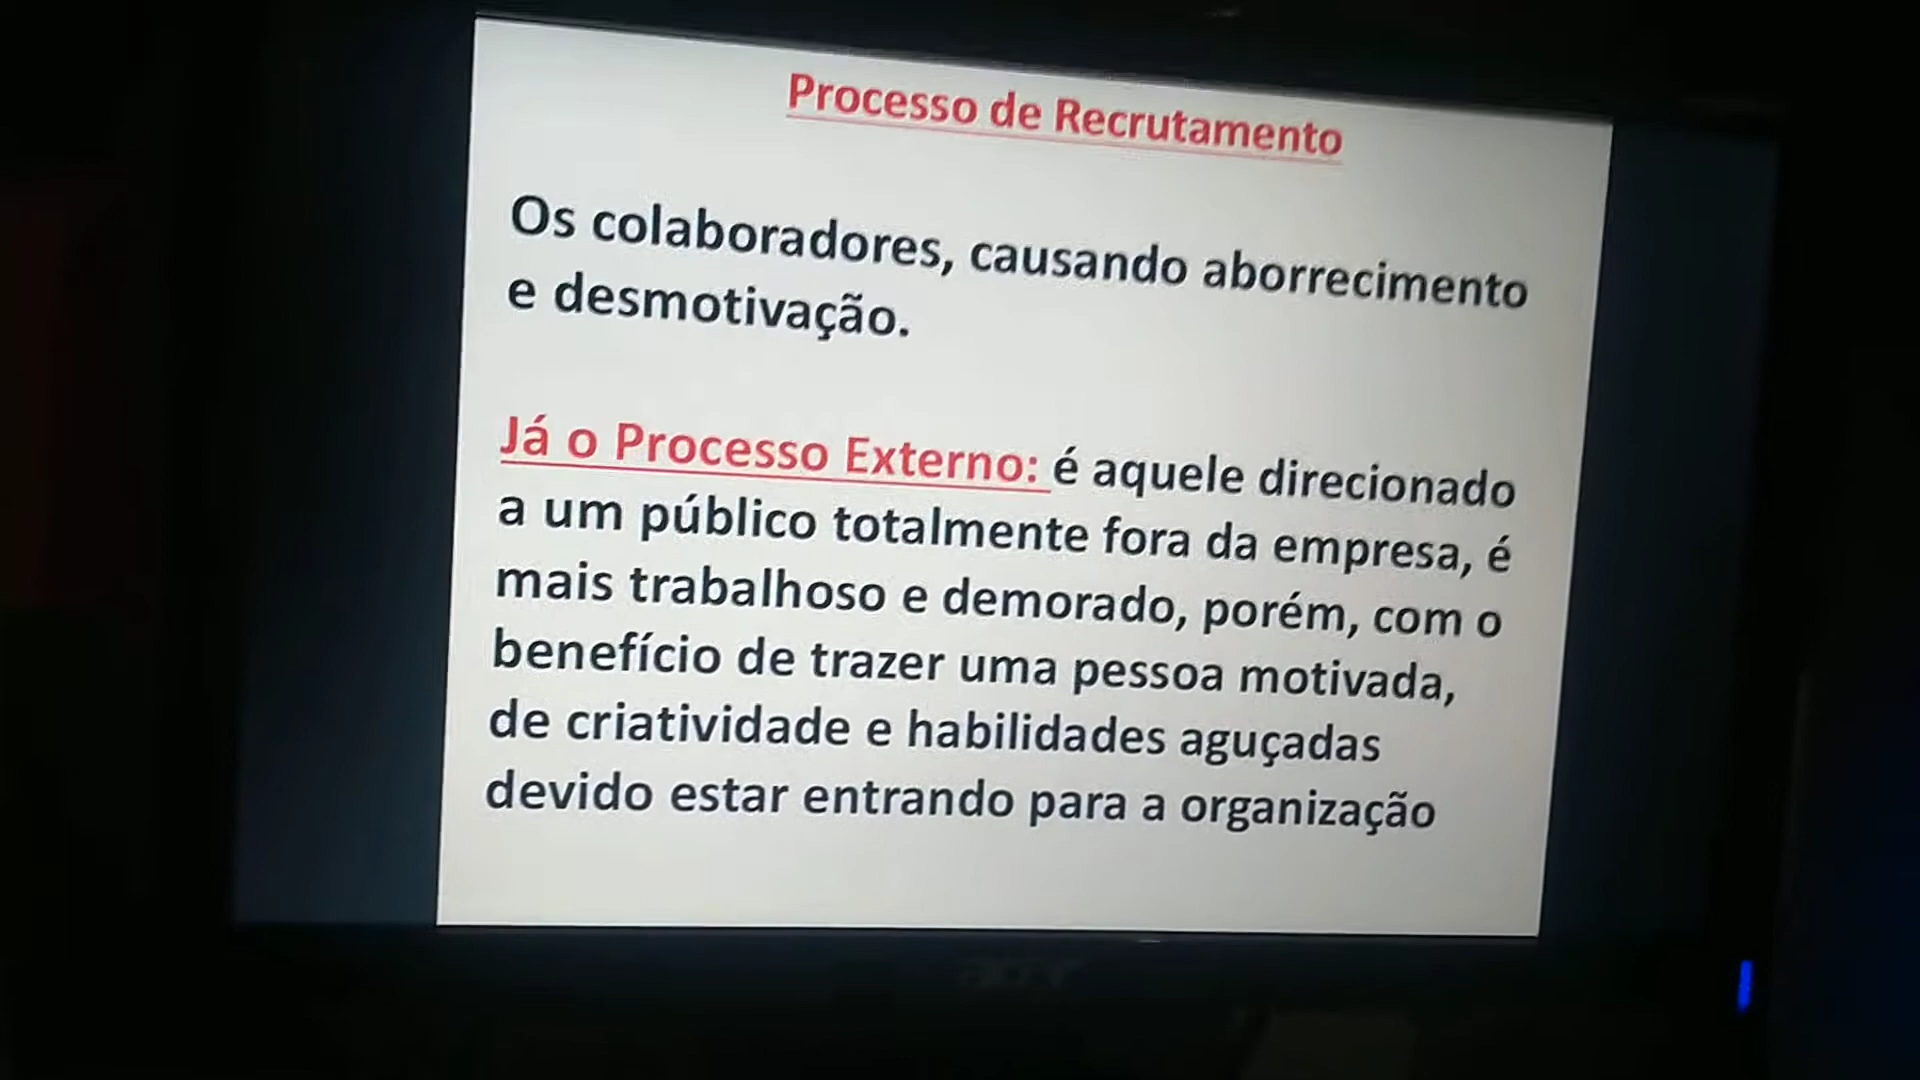 Processo de Recrutamento
Os colaboradores, causando aborrecimento
e desmotivação.
Já o Processo Externo: é aquele direcionado
a um público totalmente fora da empresa, é
mais trabalhoso e demorado, porém, com o
benefício de trazer uma pessoa motivada,
de criatividade e habilidades aguçadas
devido estar entrando para a organização
acer